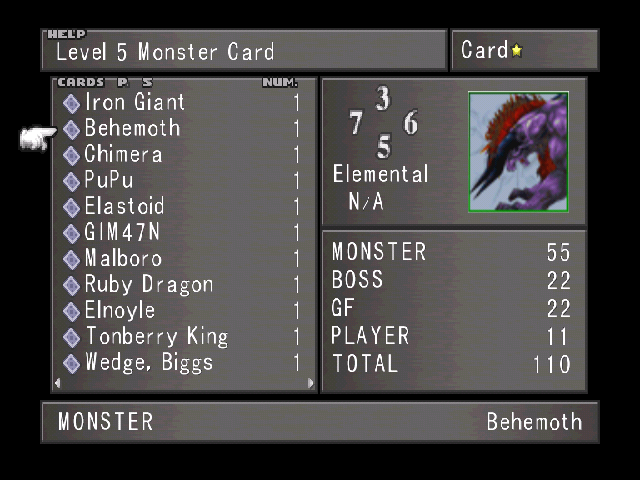 HELP
Level 5 Monster Card
Card
CARDS P. 5 NUM.
Iron Giant 1
Behemoth 1
Chimera 1
PuPu 1
Elastoid 1
GIM47N 1
Malboro 1
Ruby Dragon 1
Elnoyle 1
Tonberry King 1
Wedge, Biggs 1
3
7 6
5
Elemental
N/A
MONSTER 55
BOSS 22
GF 22
PLAYER 11
TOTAL 110
MONSTER Behemoth